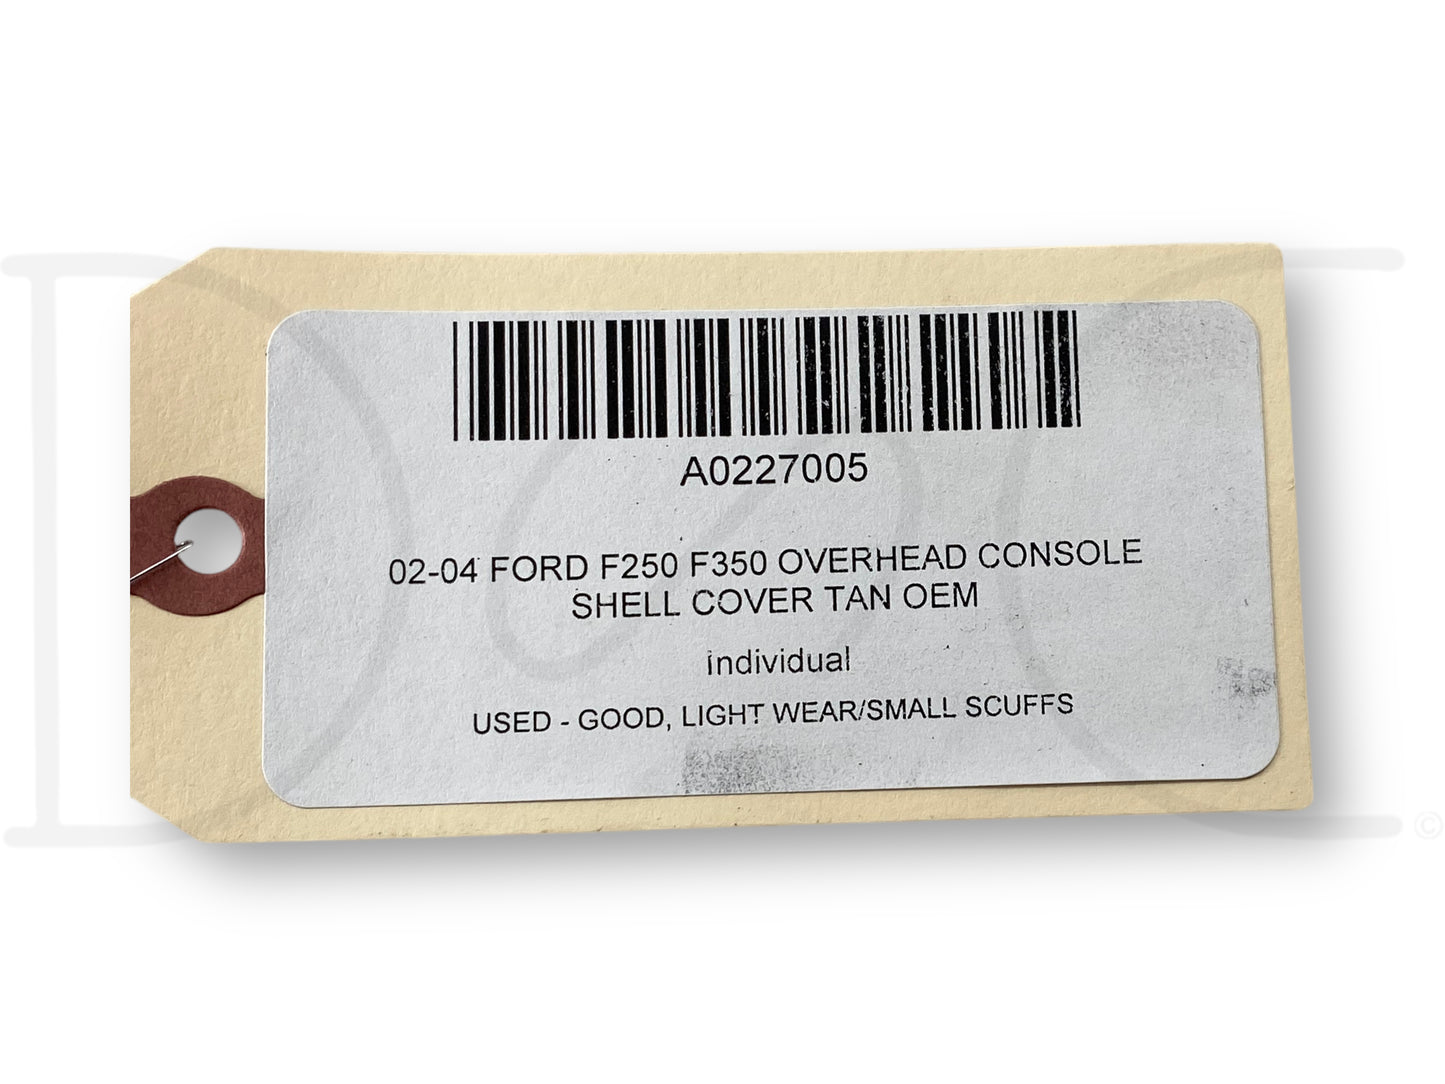 A0227005
02-04 FORD F250 F350 OVERHEAD CONSOLE
SHELL COVER TAN OEM
Individual
USED - GOOD, LIGHT WEAR/SMALL SCUFFS
©